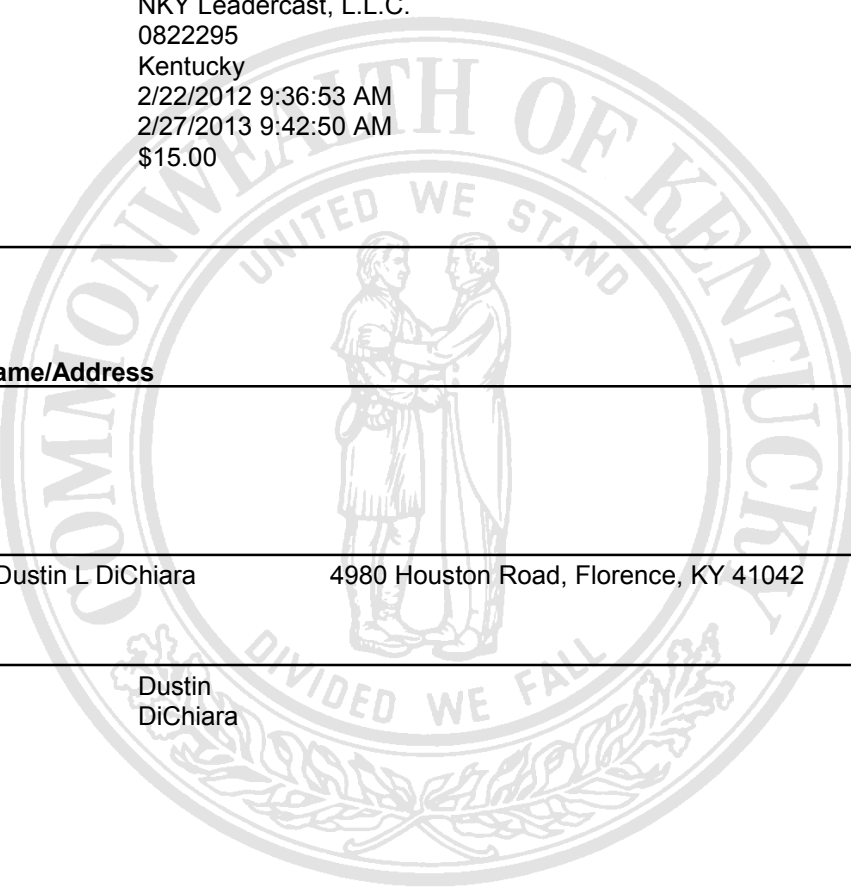 NKY Leadercast, L.L.C.
0822295
Kentucky
2/22/2012 9:36:53 AM
2/27/2013 9:42:50 AM
$15.00
COMMONWEALTH OF KENTUCKY
UNITED WE STAND
ame/Address
Dustin L DiChiara 4980 Houston Road, Florence, KY 41042
DIVIDED WE FALL
Dustin
DiChiara